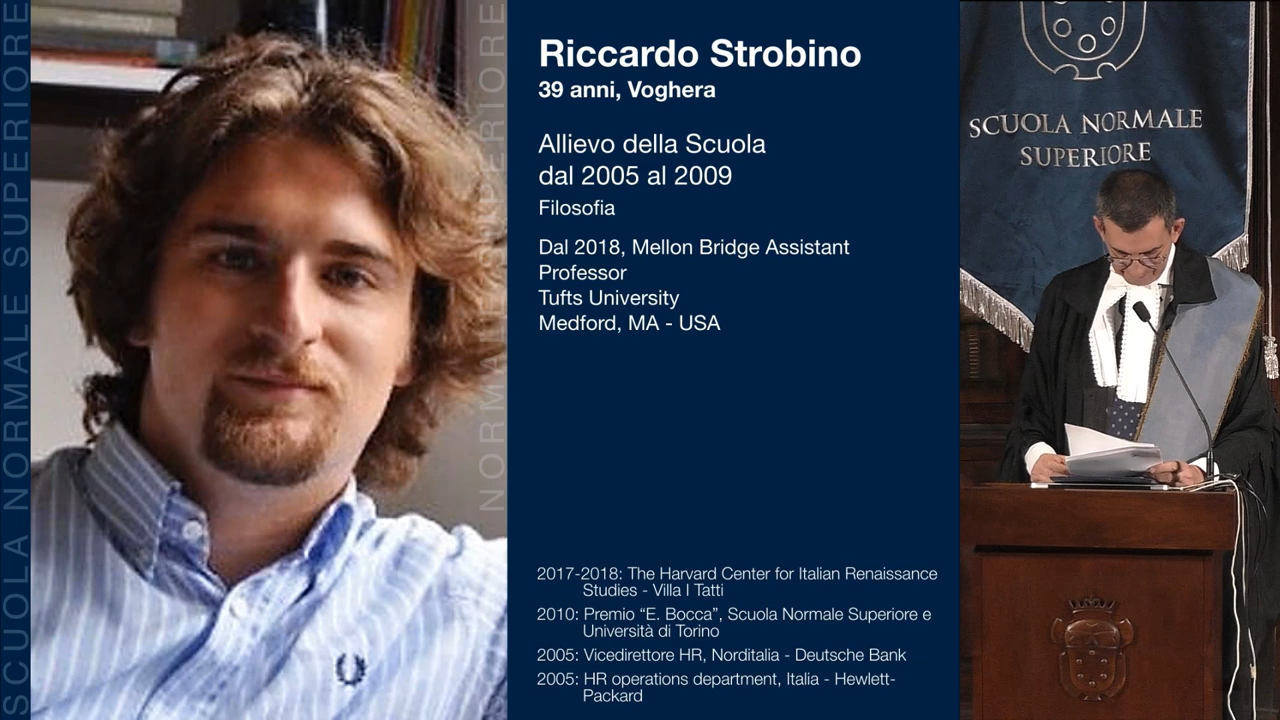 SCUOLA NORMALE SUPERIORE
NORMALE SUPERIORE
Riccardo Strobino
39 anni, Voghera
Allievo della Scuola
dal 2005 al 2009
Filosofia
Dal 2018, Mellon Bridge Assistant
Professor
Tufts University
Medford, MA - USA
2017-2018: The Harvard Center for Italian Renaissance
Studies - Villa I Tatti
2010: Premio “E. Bocca”, Scuola Normale Superiore e
Università di Torino
2005: Vicedirettore HR, Norditalia - Deutsche Bank
2005: HR operations department, Italia - Hewlett-
Packard
SCUOLA NORMALE
SUPERIORE